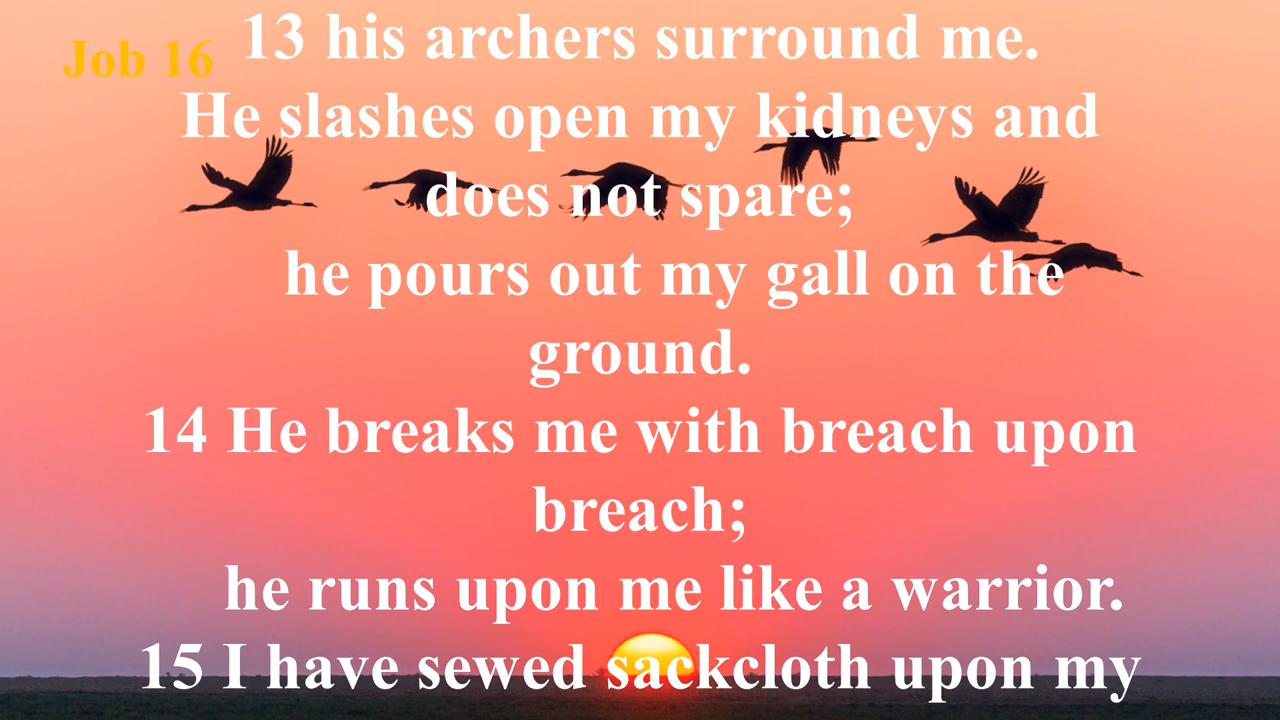 Job 16
13 his archers surround me.
He slashes open my kidneys and
does not spare;
he pours out my gall on the
ground.
14 He breaks me with breach upon
breach;
he runs upon me like a warrior.
15 I have sewed sackcloth upon my